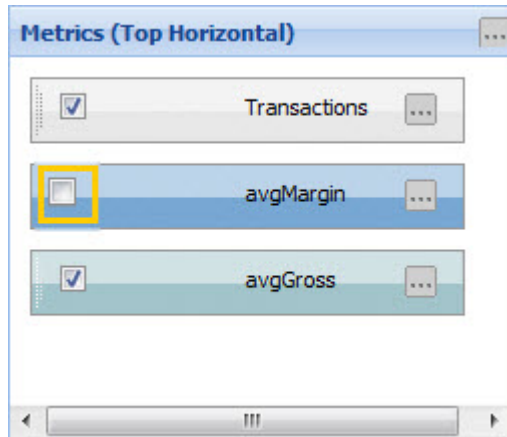 Metrics (Top Horizontal) ...
Transactions ...
avgMargin ...
avgGross ...